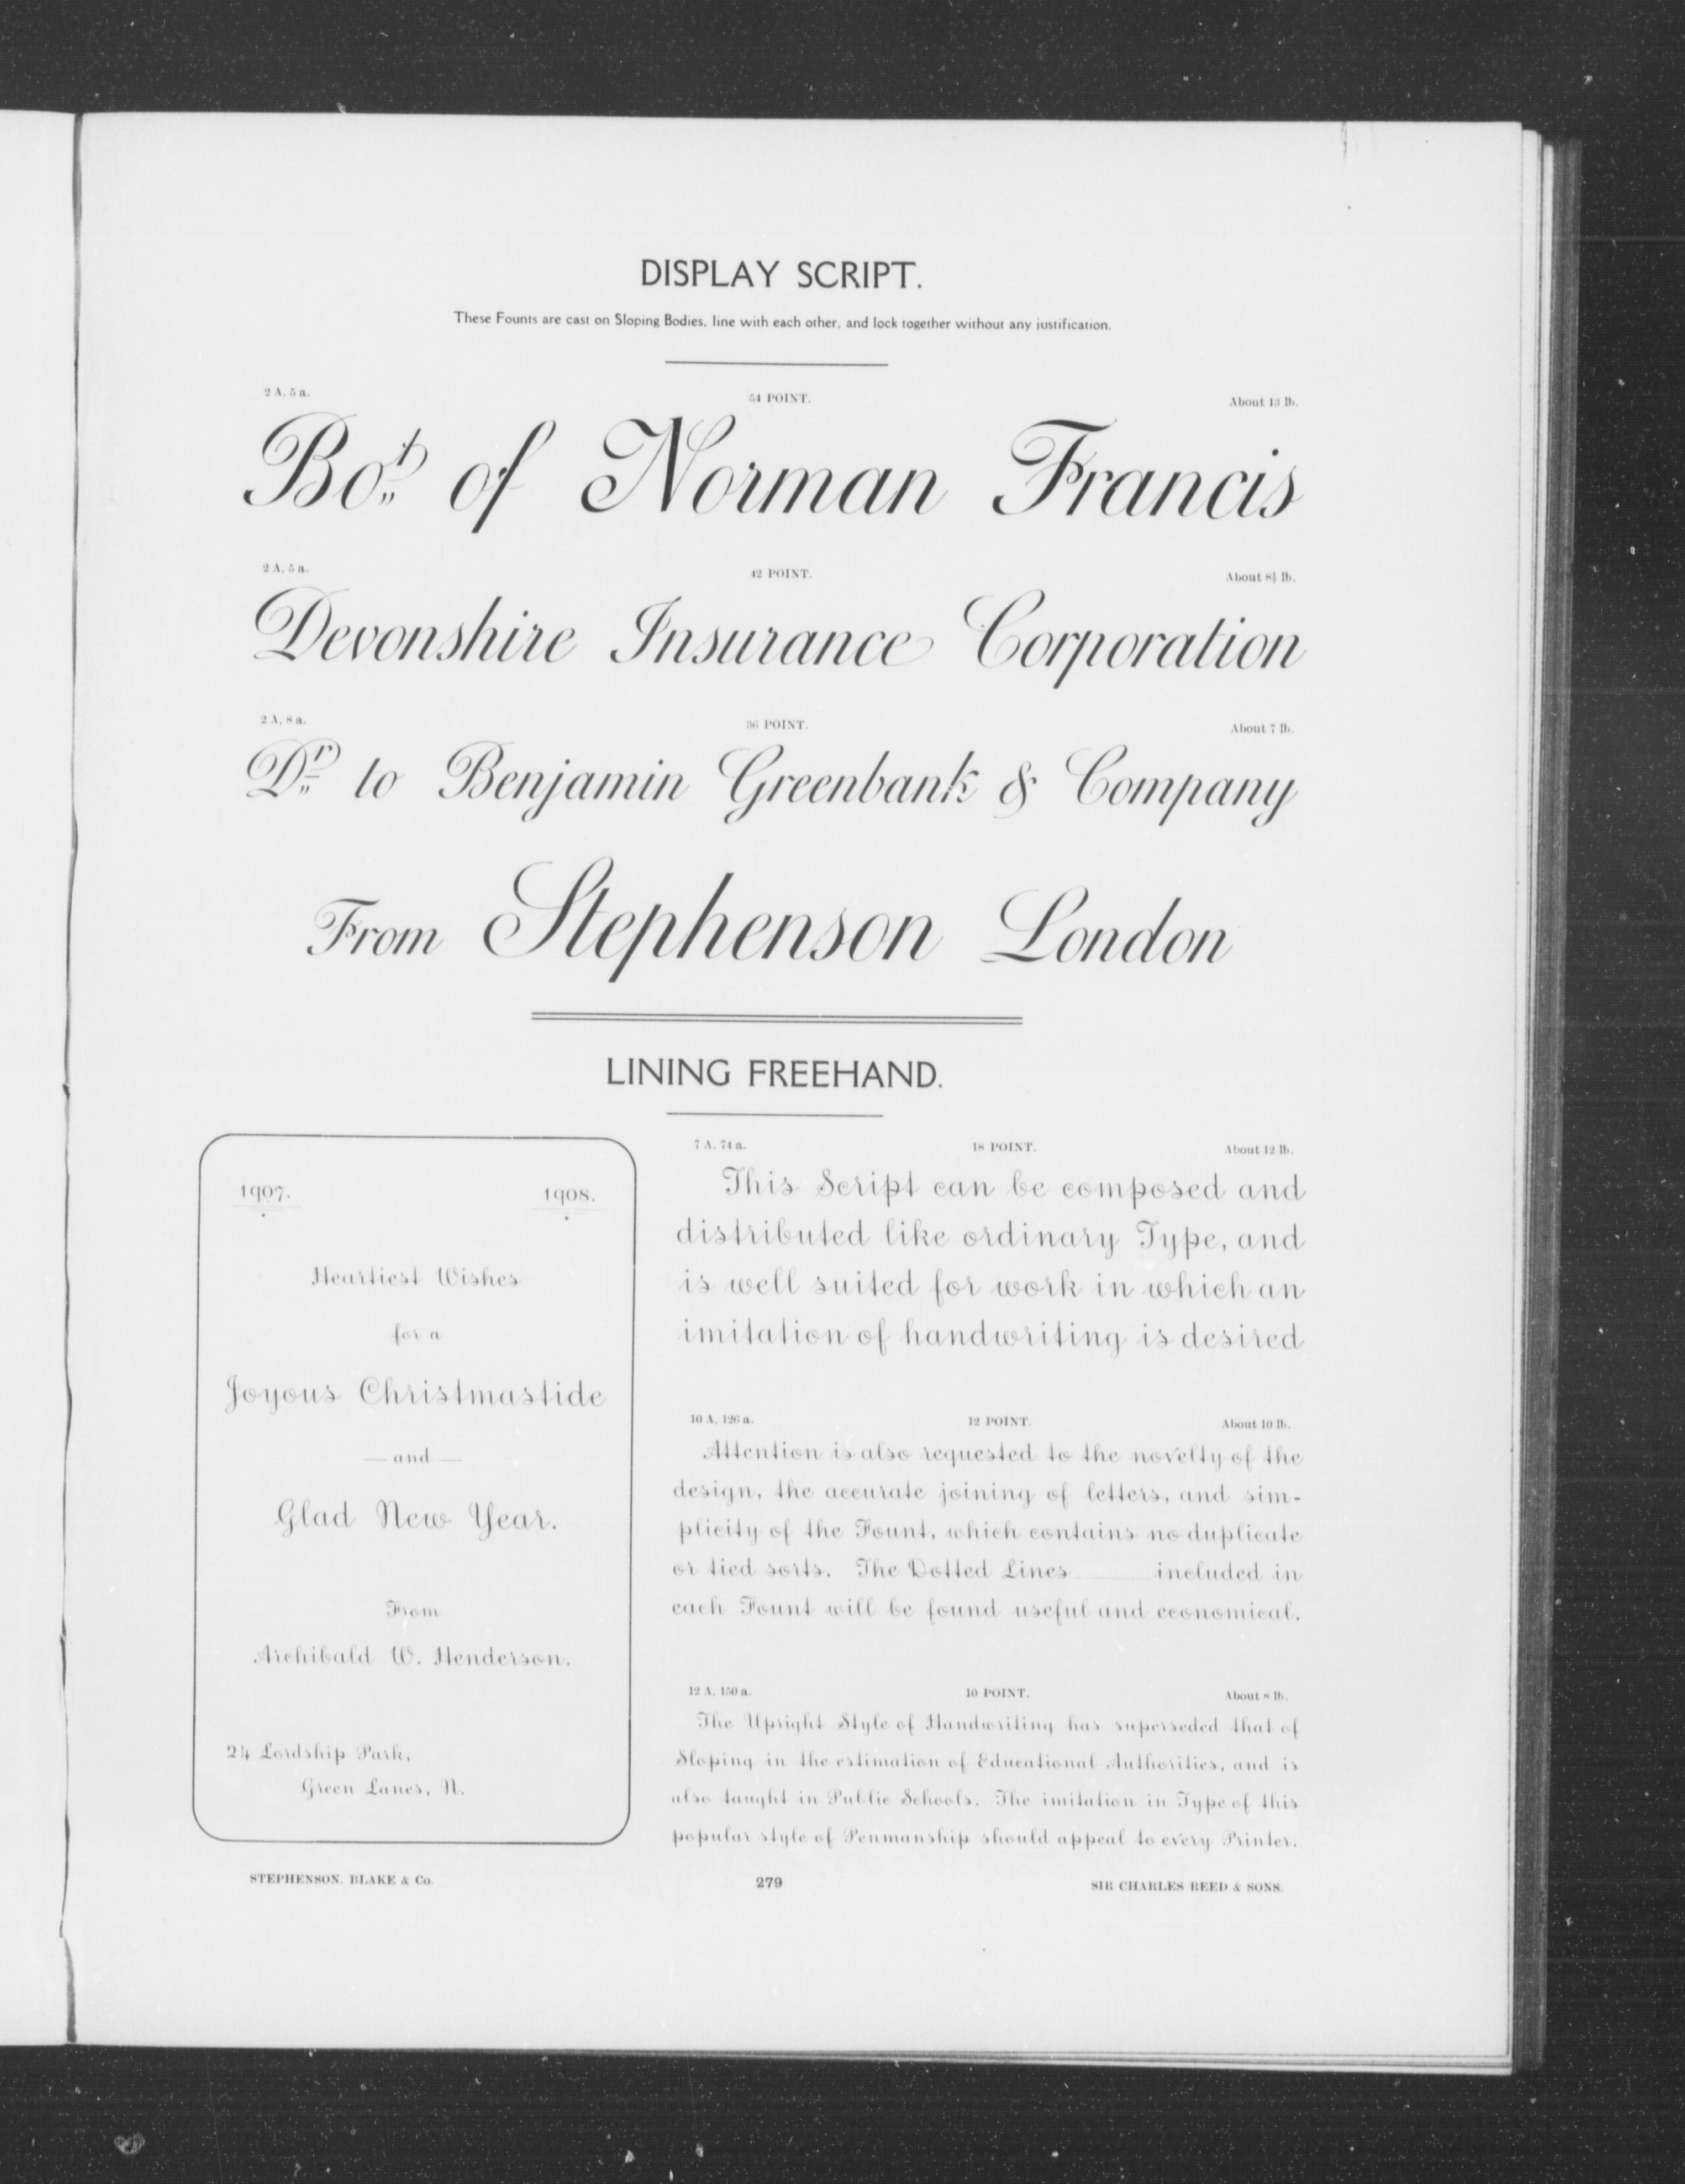 DISPLAY SCRIPT.
These Founts are cast on Sloping Bodies, line with each other, and lock together without any justification.
2 A, 5 a. 54 POINT. About 13 lb.
Bot of Norman Francis
2 A, 5 a. 42 POINT. About 8½ lb.
Devonshire Insurance Corporation
2 A, 8 a. 36 POINT. About 7 lb.
Dr to Benjamin Greenbank & Company
From Stephenson London
LINING FREEHAND.
1907. 1908.
Heartiest Wishes
for a
Joyous Christmastide
— and —
Glad New Year.
From
Archibald W. Henderson.
24 Lordship Park,
Green Lanes, N.
7 A, 74 a. 18 POINT. About 12 lb.
This Script can be composed and
distributed like ordinary Type, and
is well suited for work in which an
imitation of handwriting is desired
10 A, 126 a. 12 POINT. About 10 lb.
Attention is also requested to the novelty of the
design, the accurate joining of letters, and sim-
plicity of the Fount, which contains no duplicate
or tied sorts. The Dotted Lines ........ included in
each Fount will be found useful and economical.
12 A, 150 a. 10 POINT. About 8 lb.
The Upright Style of Handwriting has superseded that of
Sloping in the estimation of Educational Authorities, and is
also taught in Public Schools. The imitation in Type of this
popular style of Penmanship should appeal to every Printer.
STEPHENSON, BLAKE & Co. 279 SIR CHARLES REED & SONS.